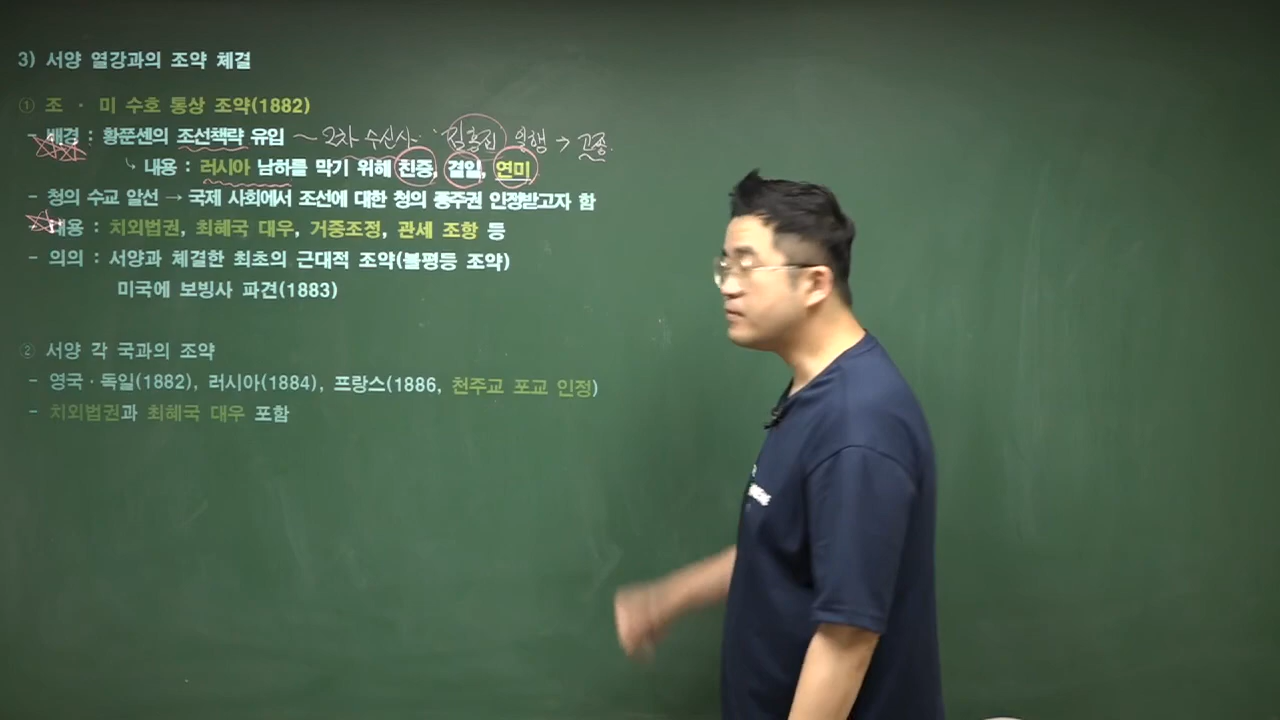 3) 서양 열강과의 조약 체결
① 조 · 미 수호 통상 조약(1882)
- 배경 : 황쭌센의 조선책략 유입 ~ 2차 수신사 김홍집 일행 → 고종
↳ 내용 : 러시아 남하를 막기 위해 친중, 결일, 연미
- 청의 수교 알선 → 국제 사회에서 조선에 대한 청의 종주권 인정받고자 함
- 내용 : 치외법권, 최혜국 대우, 거중조정, 관세 조항 등
- 의의 : 서양과 체결한 최초의 근대적 조약(불평등 조약)
미국에 보빙사 파견(1883)
② 서양 각 국과의 조약
- 영국 · 독일(1882), 러시아(1884), 프랑스(1886, 천주교 포교 인정)
- 치외법권과 최혜국 대우 포함